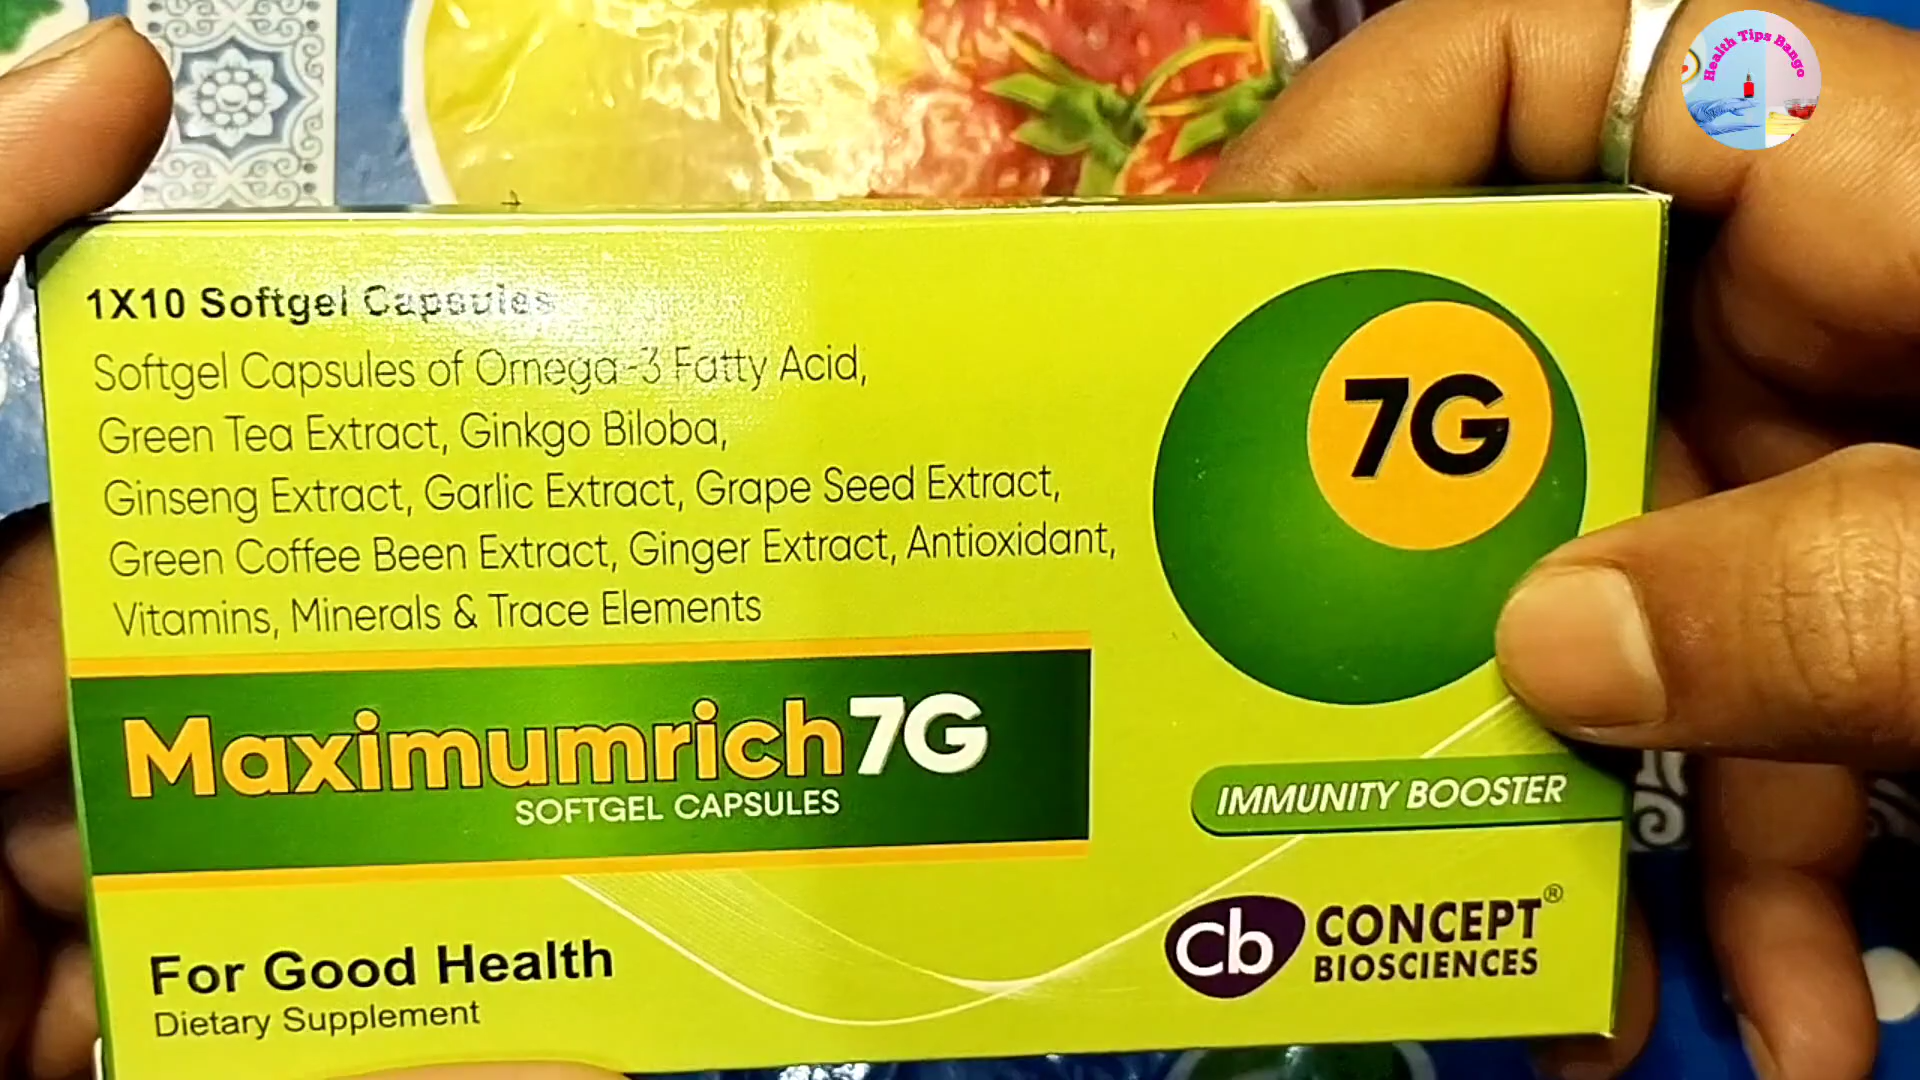 Health Tips Bango
1X10 Softgel Capsules
Softgel Capsules of Omega-3 Fatty Acid,
Green Tea Extract, Ginkgo Biloba,
Ginseng Extract, Garlic Extract, Grape Seed Extract,
Green Coffee Been Extract, Ginger Extract, Antioxidant,
Vitamins, Minerals & Trace Elements
7G
Maximumrich 7G
SOFTGEL CAPSULES
IMMUNITY BOOSTER
For Good Health
Dietary Supplement
Cb CONCEPT®
BIOSCIENCES